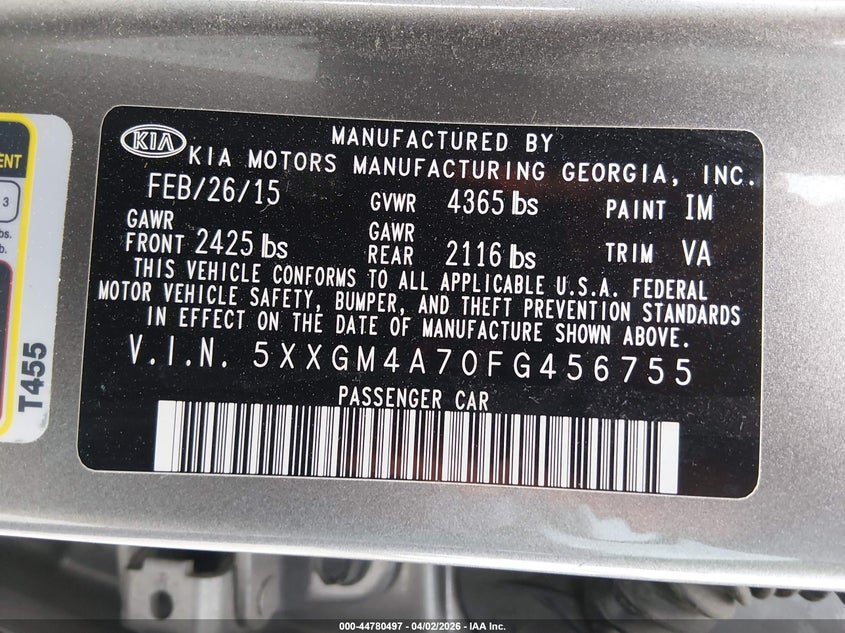 ENT
3
bs.
b.
T455
KIA
MANUFACTURED BY
KIA MOTORS MANUFACTURING GEORGIA, INC.
FEB/26/15 GVWR 4365 lbs PAINT IM
GAWR FRONT 2425 lbs GAWR REAR 2116 lbs TRIM VA
THIS VEHICLE CONFORMS TO ALL APPLICABLE U.S.A. FEDERAL
MOTOR VEHICLE SAFETY, BUMPER, AND THEFT PREVENTION STANDARDS
IN EFFECT ON THE DATE OF MANUFACTURE SHOWN ABOVE.
V.I.N. 5XXGM4A70FG456755
PASSENGER CAR
000-44780497 - 04/02/2026 - IAA Inc.